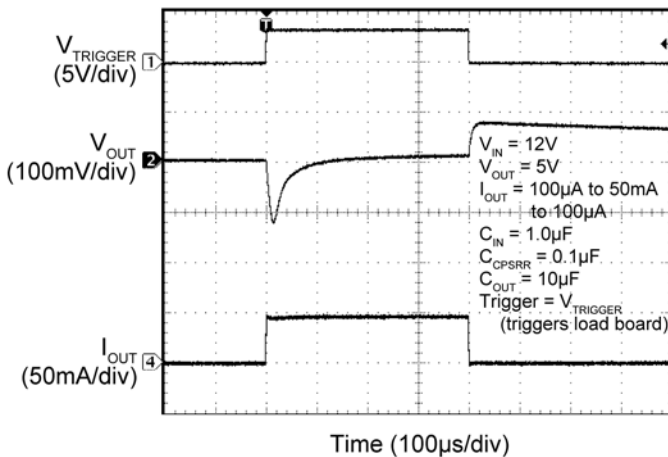 T
V_TRIGGER
(5V/div)
1
V_OUT
(100mV/div)
2
V_IN = 12V
V_OUT = 5V
I_OUT = 100µA to 50mA
to 100µA
C_IN = 1.0µF
C_CPSRR = 0.1µF
C_OUT = 10µF
Trigger = V_TRIGGER
(triggers load board)
I_OUT
(50mA/div)
4
Time (100µs/div)